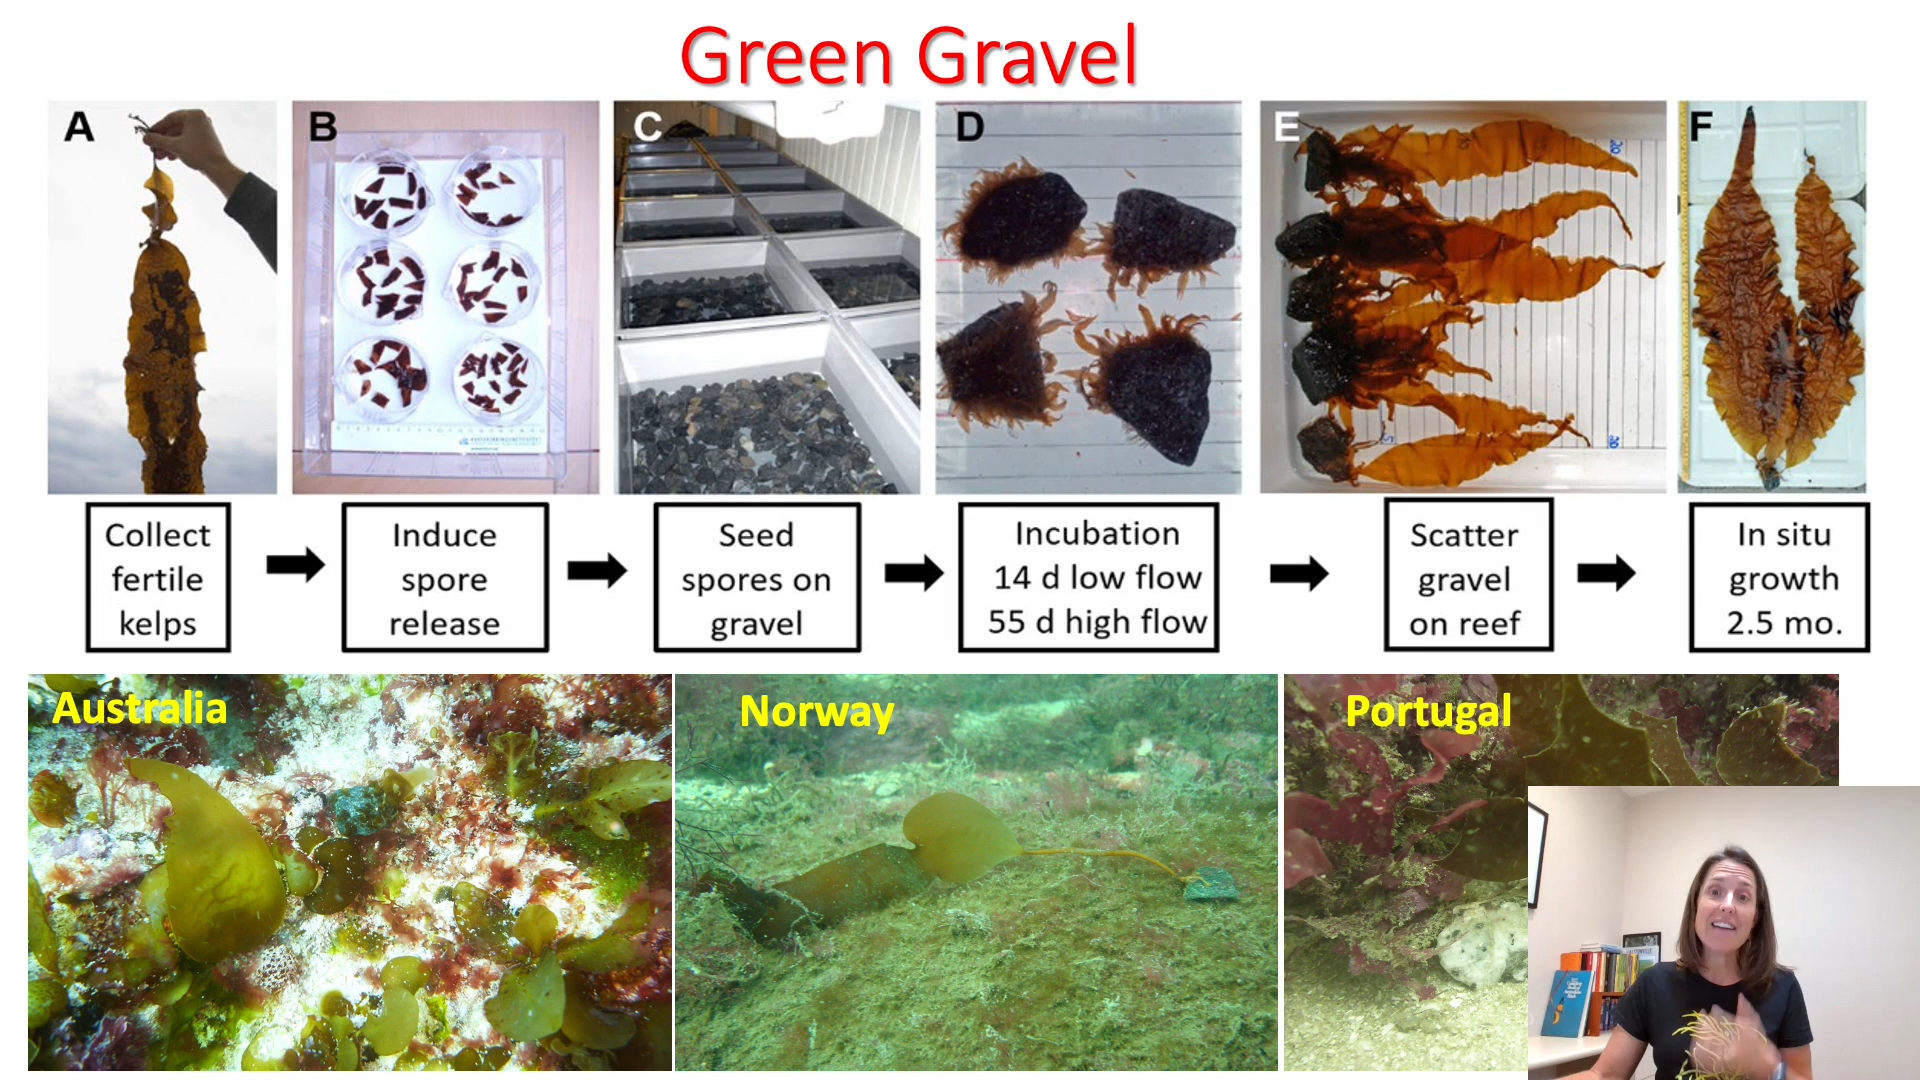 Green Gravel
A
B
C
D
E
F
Collect
fertile
kelps
Induce
spore
release
Seed
spores on
gravel
Incubation
14 d low flow
55 d high flow
Scatter
gravel
on reef
In situ
growth
2.5 mo.
Australia
Norway
Portugal